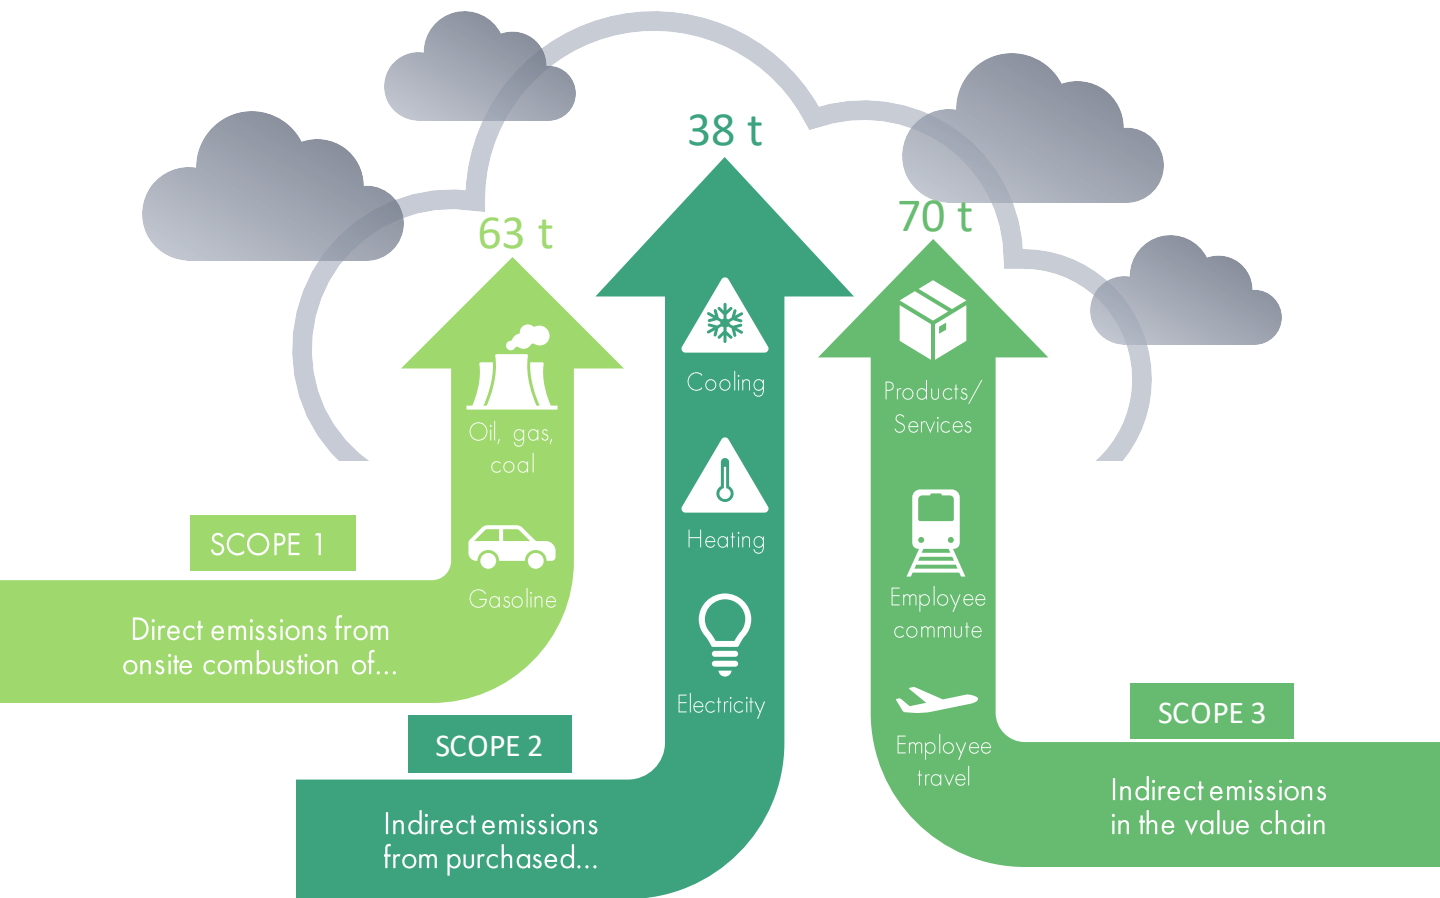 38 t
63 t
70 t
Cooling
Products/
Services
Oil, gas,
coal
SCOPE 1
Heating
Gasoline
Employee
commute
Direct emissions from
onsite combustion of...
Electricity
SCOPE 2
SCOPE 3
Employee
travel
Indirect emissions
in the value chain
Indirect emissions
from purchased...